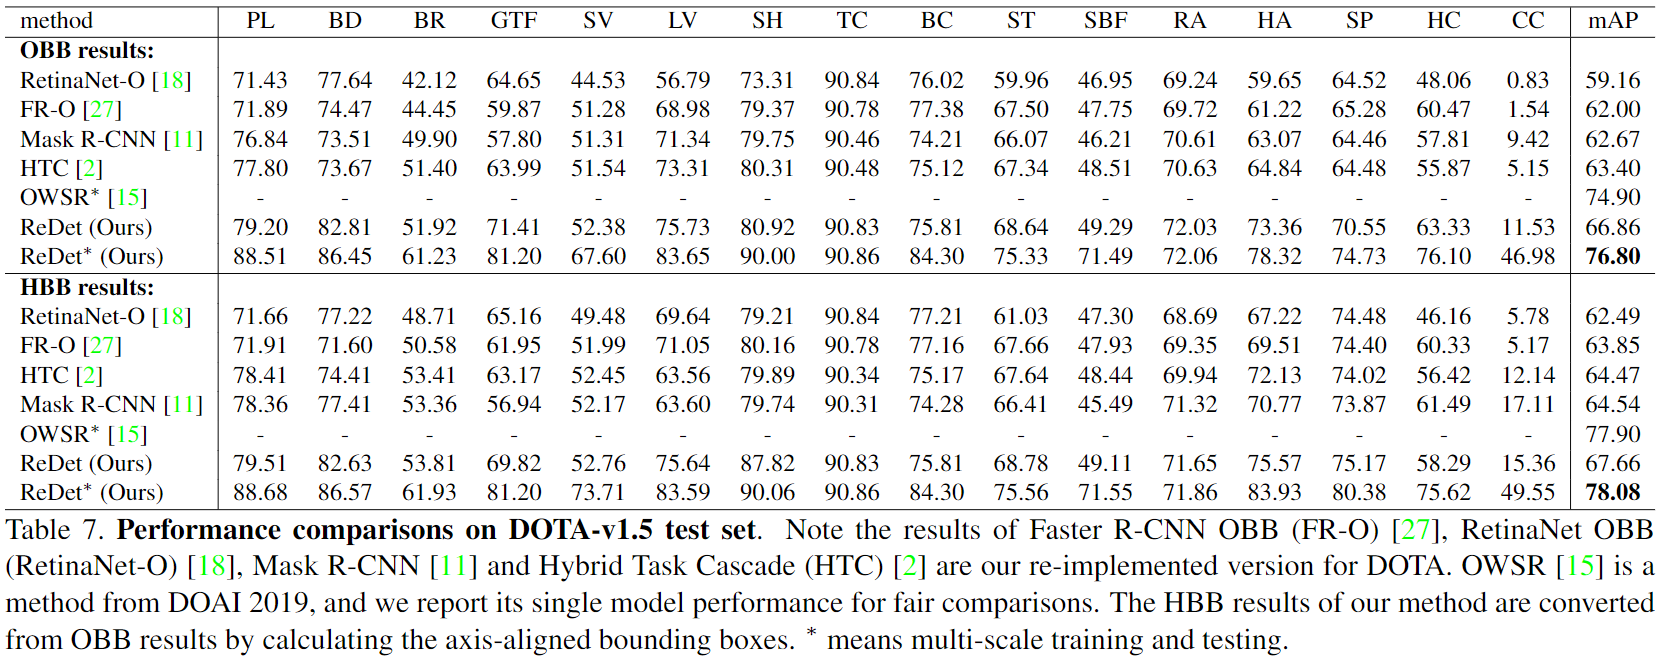 method PL BD BR GTF SV LV SH TC BC ST SBF RA HA SP HC CC mAP
OBB results:
RetinaNet-O [18] 71.43 77.64 42.12 64.65 44.53 56.79 73.31 90.84 76.02 59.96 46.95 69.24 59.65 64.52 48.06 0.83 59.16
FR-O [27] 71.89 74.47 44.45 59.87 51.28 68.98 79.37 90.78 77.38 67.50 47.75 69.72 61.22 65.28 60.47 1.54 62.00
Mask R-CNN [11] 76.84 73.51 49.90 57.80 51.31 71.34 79.75 90.46 74.21 66.07 46.21 70.61 63.07 64.46 57.81 9.42 62.67
HTC [2] 77.80 73.67 51.40 63.99 51.54 73.31 80.31 90.48 75.12 67.34 48.51 70.63 64.84 64.48 55.87 5.15 63.40
OWSR* [15] - - - - - - - - - - - - - - - - 74.90
ReDet (Ours) 79.20 82.81 51.92 71.41 52.38 75.73 80.92 90.83 75.81 68.64 49.29 72.03 73.36 70.55 63.33 11.53 66.86
ReDet* (Ours) 88.51 86.45 61.23 81.20 67.60 83.65 90.00 90.86 84.30 75.33 71.49 72.06 78.32 74.73 76.10 46.98 76.80
HBB results:
RetinaNet-O [18] 71.66 77.22 48.71 65.16 49.48 69.64 79.21 90.84 77.21 61.03 47.30 68.69 67.22 74.48 46.16 5.78 62.49
FR-O [27] 71.91 71.60 50.58 61.95 51.99 71.05 80.16 90.78 77.16 67.66 47.93 69.35 69.51 74.40 60.33 5.17 63.85
HTC [2] 78.41 74.41 53.41 63.17 52.45 63.56 79.89 90.34 75.17 67.64 48.44 69.94 72.13 74.02 56.42 12.14 64.47
Mask R-CNN [11] 78.36 77.41 53.36 56.94 52.17 63.60 79.74 90.31 74.28 66.41 45.49 71.32 70.77 73.87 61.49 17.11 64.54
OWSR* [15] - - - - - - - - - - - - - - - - 77.90
ReDet (Ours) 79.51 82.63 53.81 69.82 52.76 75.64 87.82 90.83 75.81 68.78 49.11 71.65 75.57 75.17 58.29 15.36 67.66
ReDet* (Ours) 88.68 86.57 61.93 81.20 73.71 83.59 90.06 90.86 84.30 75.56 71.55 71.86 83.93 80.38 75.62 49.55 78.08
Table 7. Performance comparisons on DOTA-v1.5 test set. Note the results of Faster R-CNN OBB (FR-O) [27], RetinaNet OBB
(RetinaNet-O) [18], Mask R-CNN [11] and Hybrid Task Cascade (HTC) [2] are our re-implemented version for DOTA. OWSR [15] is a
method from DOAI 2019, and we report its single model performance for fair comparisons. The HBB results of our method are converted
from OBB results by calculating the axis-aligned bounding boxes. * means multi-scale training and testing.